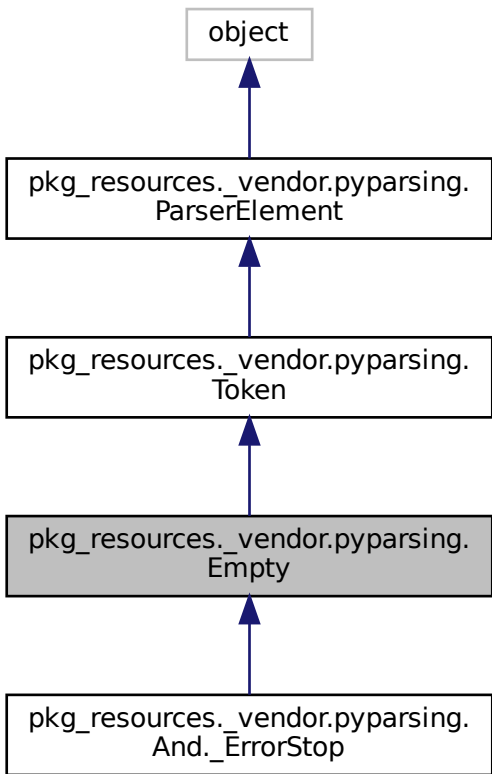 object
pkg_resources._vendor.pyparsing.
ParserElement
pkg_resources._vendor.pyparsing.
Token
pkg_resources._vendor.pyparsing.
Empty
pkg_resources._vendor.pyparsing.
And._ErrorStop